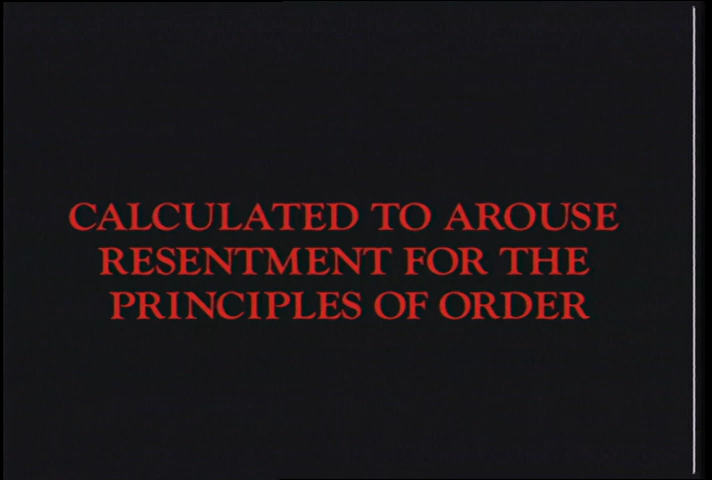 CALCULATED TO AROUSE
RESENTMENT FOR THE
PRINCIPLES OF ORDER